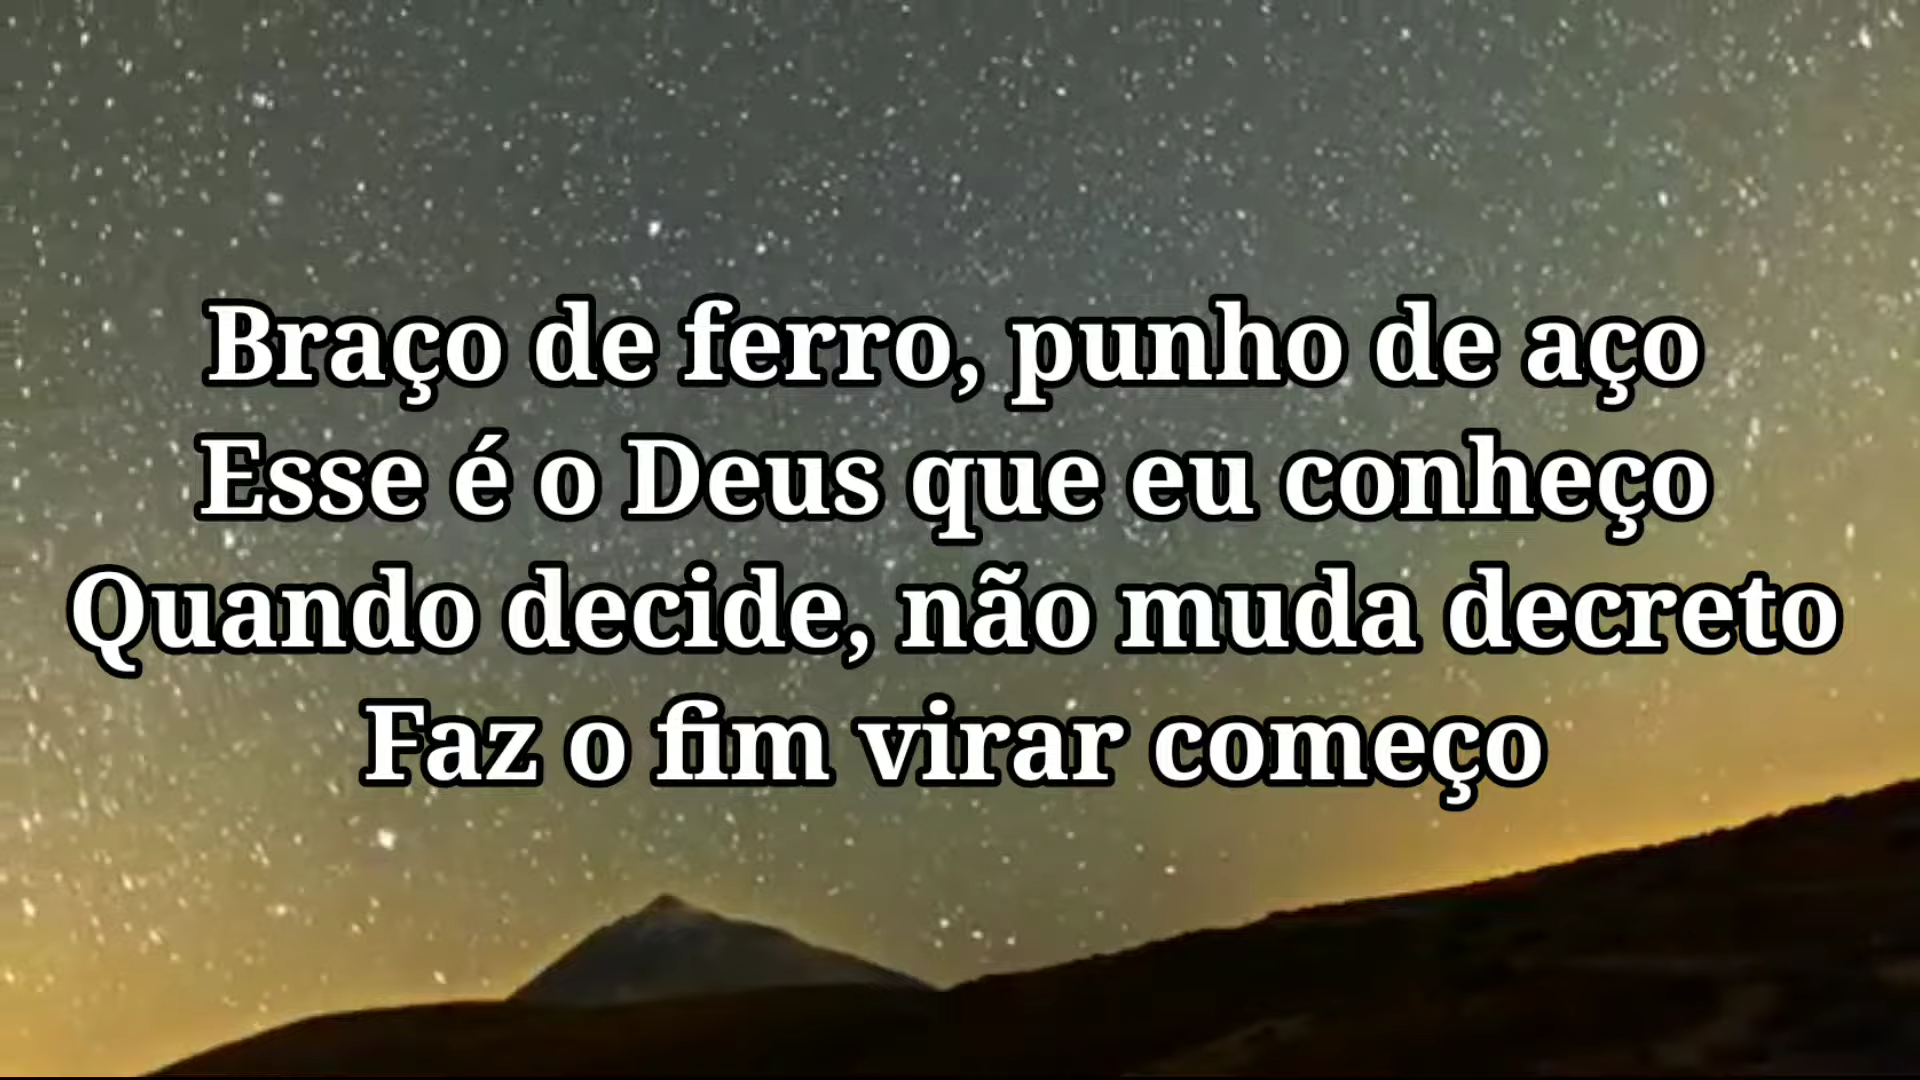 Braço de ferro, punho de aço
Esse é o Deus que eu conheço
Quando decide, não muda decreto
Faz o fim virar começo